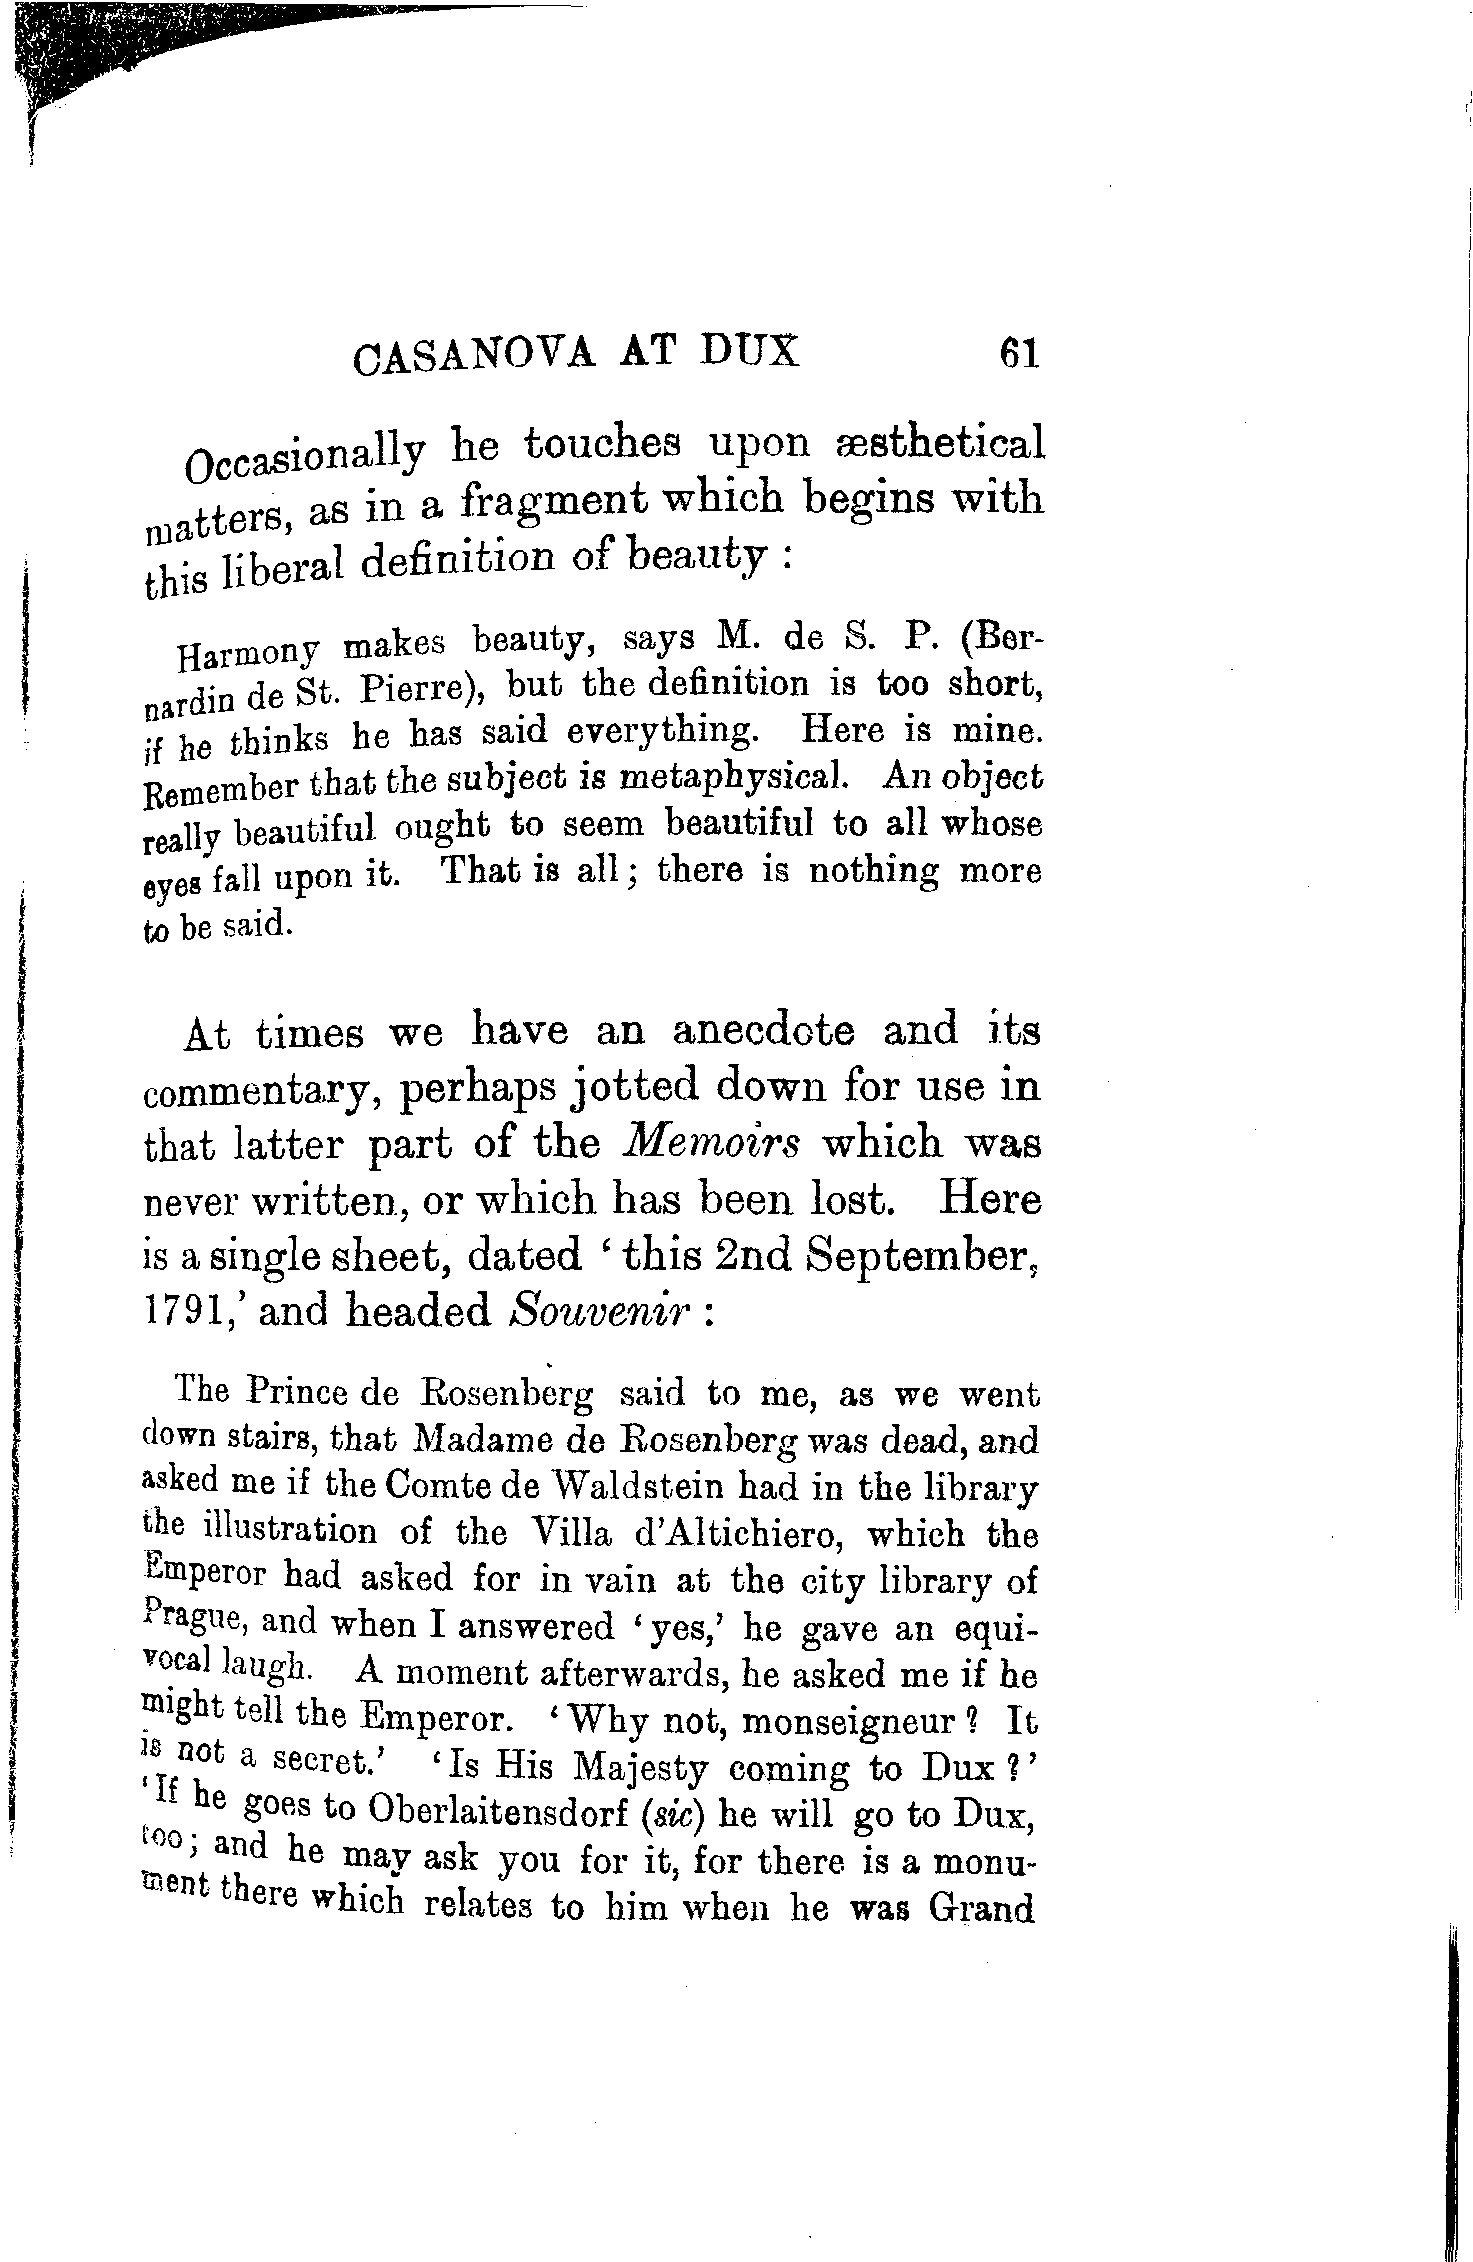 CASANOVA AT DUX 61
Occasionally he touches upon æsthetical
matters, as in a fragment which begins with
this liberal definition of beauty :
Harmony makes beauty, says M. de S. P. (Ber-
nardin de St. Pierre), but the definition is too short,
if he thinks he has said everything. Here is mine.
Remember that the subject is metaphysical. An object
really beautiful ought to seem beautiful to all whose
eyes fall upon it. That is all ; there is nothing more
to be said.
At times we have an anecdote and its
commentary, perhaps jotted down for use in
that latter part of the Memoirs which was
never written, or which has been lost. Here
is a single sheet, dated ‘ this 2nd September,
1791,’ and headed Souvenir :
The Prince de Rosenberg said to me, as we went
down stairs, that Madame de Rosenberg was dead, and
asked me if the Comte de Waldstein had in the library
the illustration of the Villa d’Altichiero, which the
Emperor had asked for in vain at the city library of
Prague, and when I answered ‘ yes,’ he gave an equi-
vocal laugh. A moment afterwards, he asked me if he
might tell the Emperor. ‘ Why not, monseigneur ? It
is not a secret.’ ‘ Is His Majesty coming to Dux ? ’
‘ If he goes to Oberlaitensdorf (sic) he will go to Dux,
too ; and he may ask you for it, for there is a monu-
ment there which relates to him when he was Grand